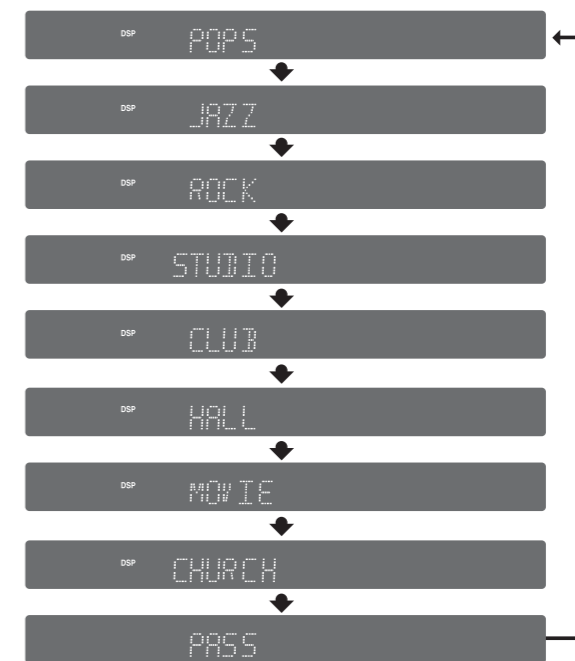 DSP POPS
DSP JAZZ
DSP ROCK
DSP STUDIO
DSP CLUB
DSP HALL
DSP MOVIE
DSP CHURCH
PASS